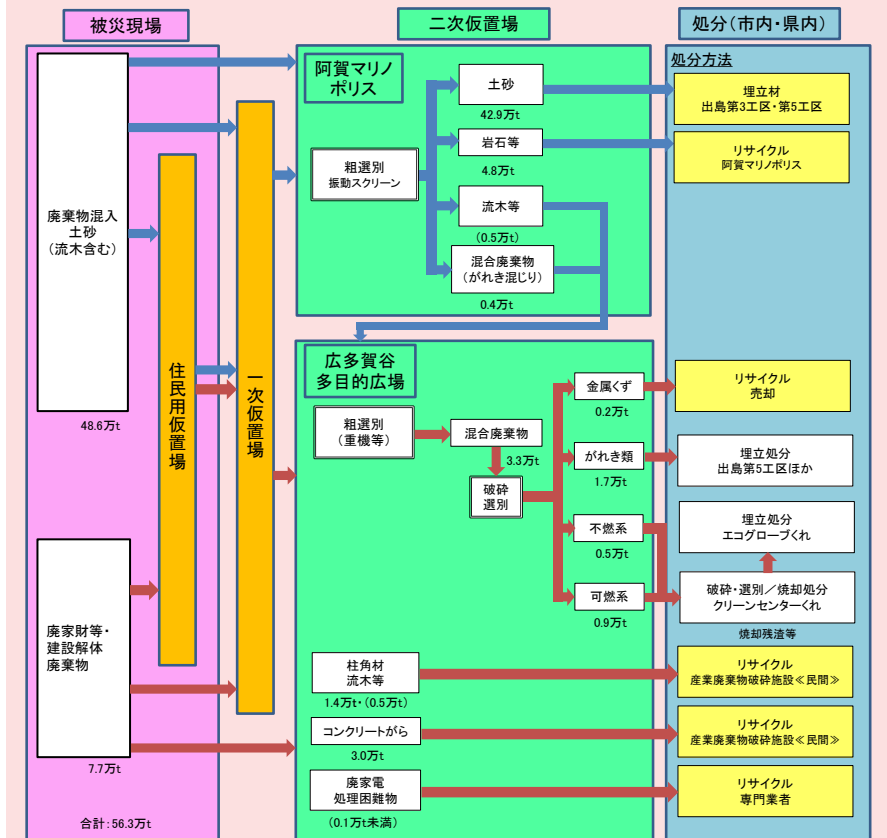 被災現場
二次仮置場
処分(市内・県内)
廃棄物混入
土砂
(流木含む)
48.6万t
廃家財等・
建設解体
廃棄物
7.7万t
合計:56.3万t
住民用仮置場
一次仮置場
阿賀マリノ
ポリス
粗選別
振動スクリーン
土砂
42.9万t
岩石等
4.8万t
流木等
(0.5万t)
混合廃棄物
(がれき混じり)
0.4万t
広多賀谷
多目的広場
粗選別
(重機等)
混合廃棄物
3.3万t
破砕
選別
金属くず
0.2万t
がれき類
1.7万t
不燃系
0.5万t
可燃系
0.9万t
柱角材
流木等
1.4万t・(0.5万t)
コンクリートがら
3.0万t
廃家電
処理困難物
(0.1万t未満)
処分方法
埋立材
出島第3工区・第5工区
リサイクル
阿賀マリノポリス
リサイクル
売却
埋立処分
出島第5工区ほか
埋立処分
エコグローブくれ
破砕・選別/焼却処分
クリーンセンターくれ
焼却残渣等
リサイクル
産業廃棄物破砕施設≪民間≫
リサイクル
産業廃棄物破砕施設≪民間≫
リサイクル
専門業者